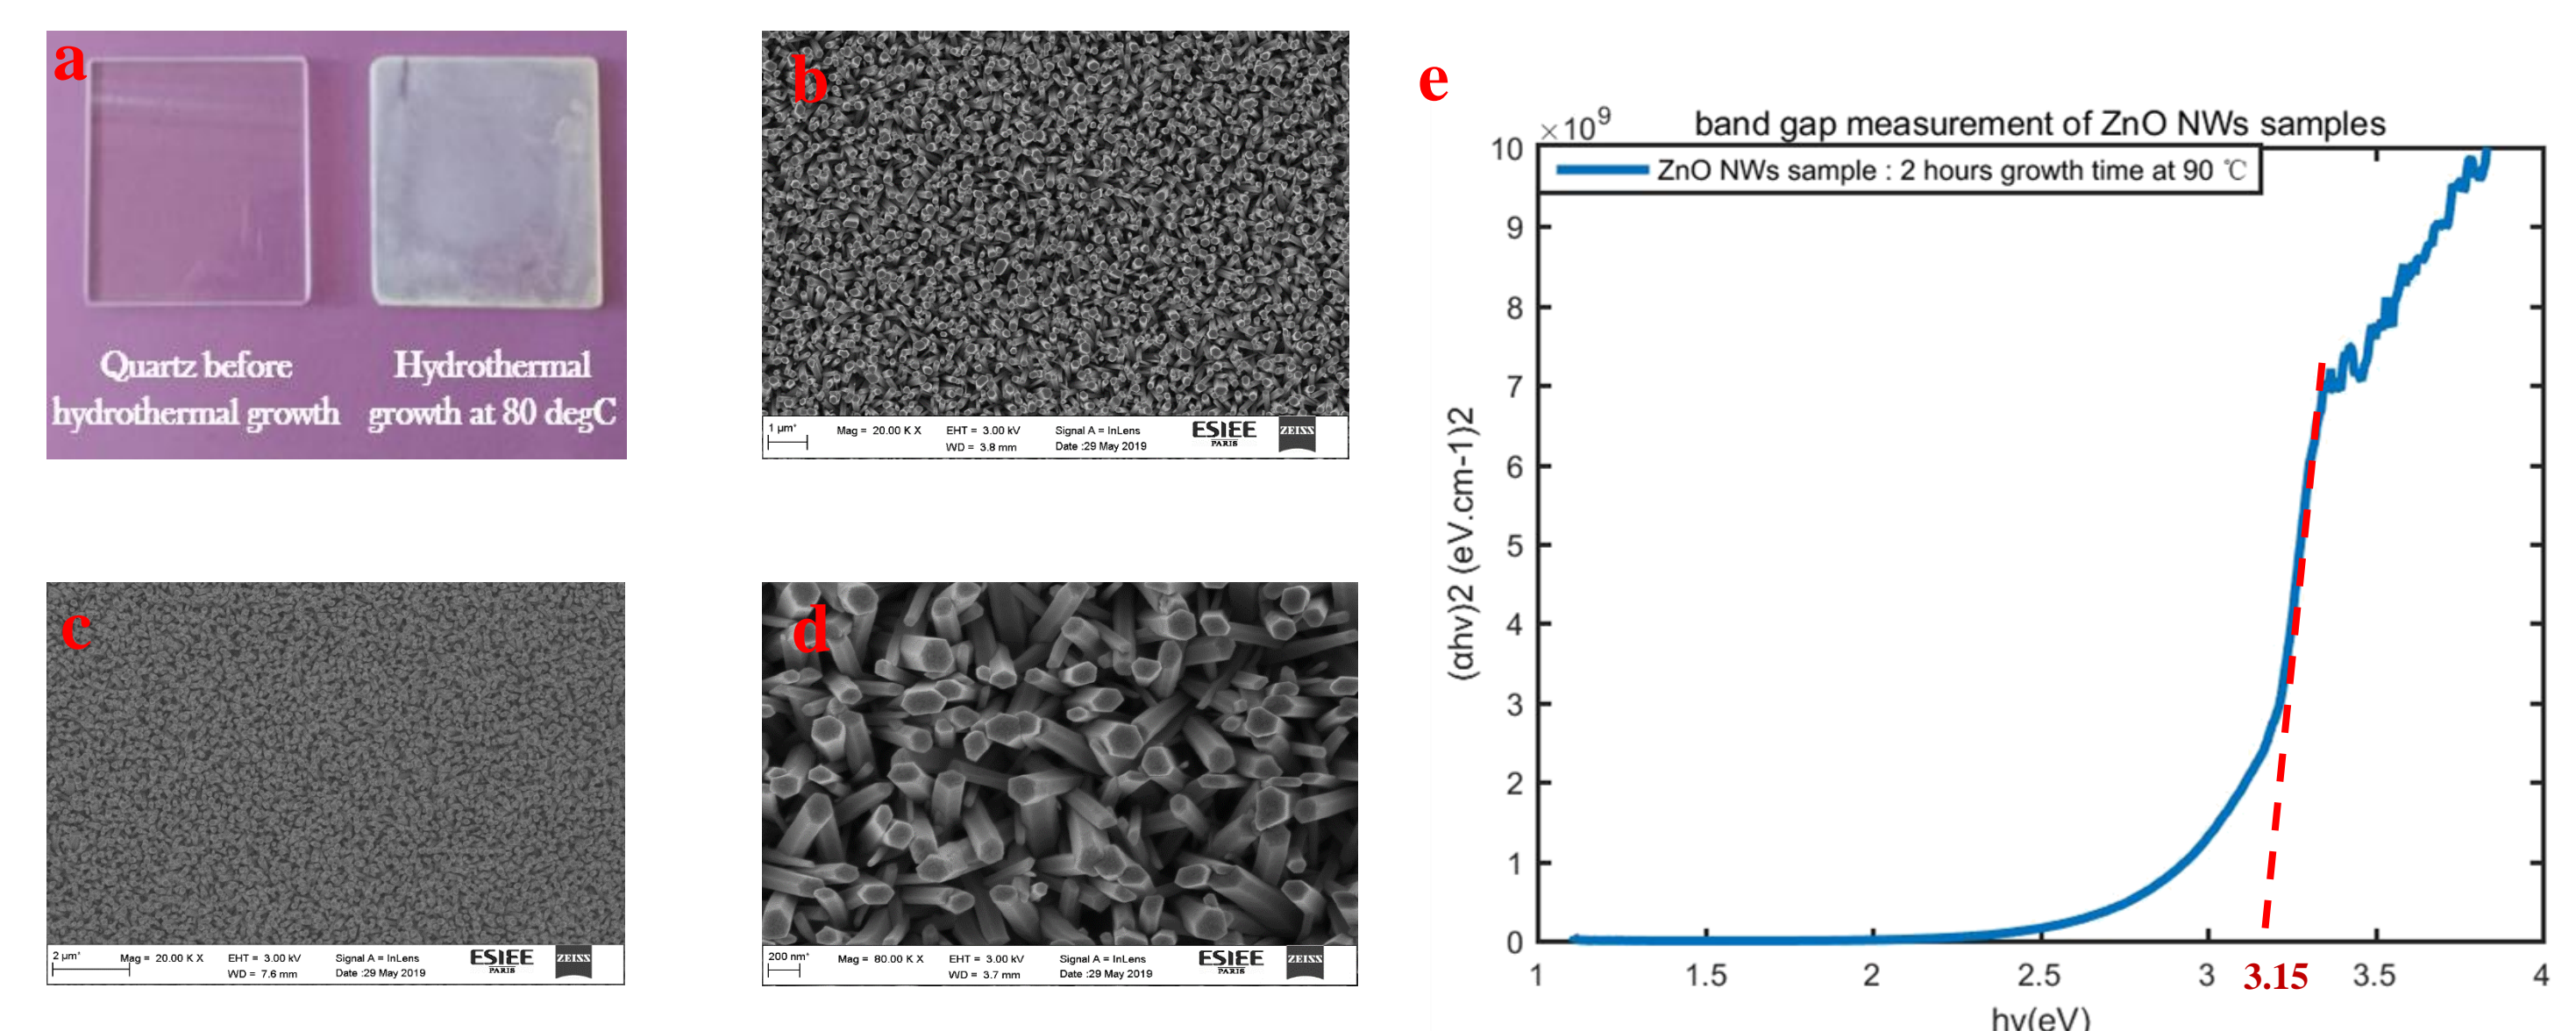 a
Quartz before
hydrothermal growth
Hydrothermal
growth at 80 degC
b
1 µm*
Mag = 20.00 K X
EHT = 3.00 kV
WD = 3.8 mm
Signal A = InLens
Date :29 May 2019
ESIEE
PARIS
ZEISS
c
2 µm*
Mag = 20.00 K X
EHT = 3.00 kV
WD = 7.6 mm
Signal A = InLens
Date :29 May 2019
ESIEE
PARIS
ZEISS
d
200 nm*
Mag = 80.00 K X
EHT = 3.00 kV
WD = 3.7 mm
Signal A = InLens
Date :29 May 2019
ESIEE
PARIS
ZEISS
e
band gap measurement of ZnO NWs samples
×10⁹
ZnO NWs sample : 2 hours growth time at 90 ℃
10
9
8
7
6
5
4
3
2
1
0
(αhv)2 (eV.cm-1)2
1
1.5
2
2.5
3
3.15
3.5
4
hv(eV)